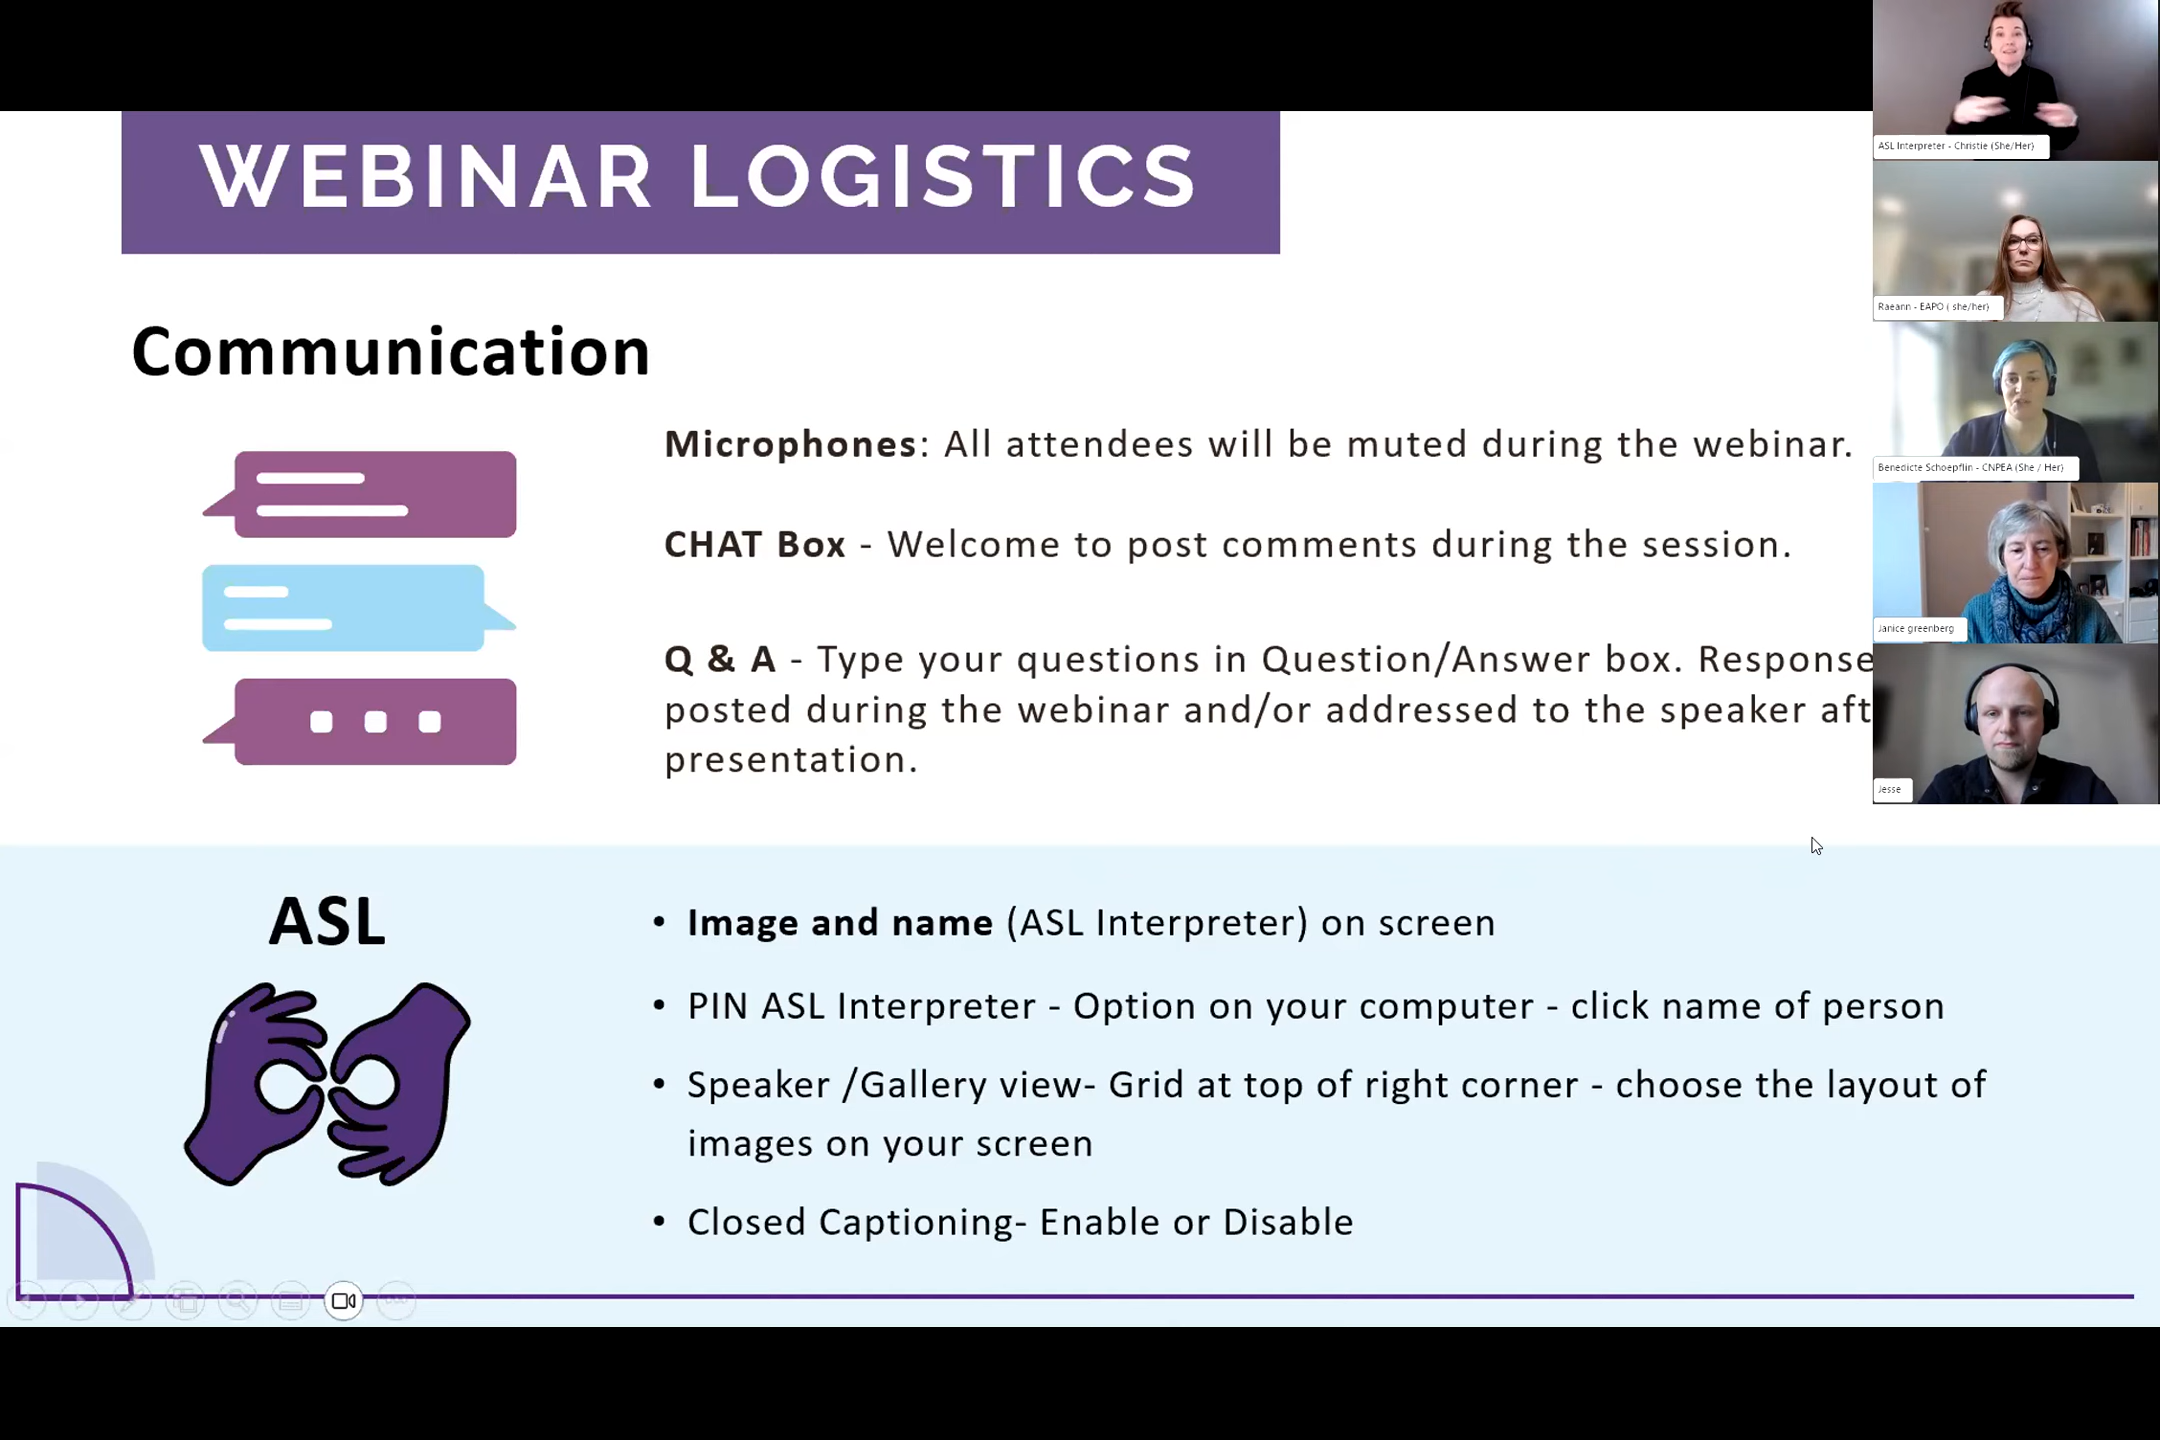 WEBINAR LOGISTICS
Communication
Microphones: All attendees will be muted during the webinar.
CHAT Box - Welcome to post comments during the session.
Q & A - Type your questions in Question/Answer box. Response
posted during the webinar and/or addressed to the speaker aft
presentation.
ASL
• Image and name (ASL Interpreter) on screen
• PIN ASL Interpreter - Option on your computer - click name of person
• Speaker /Gallery view- Grid at top of right corner - choose the layout of
images on your screen
• Closed Captioning- Enable or Disable
ASL Interpreter - Christie (She/Her)
Raeann - EAPO ( she/her)
Benedicte Schoepflin - CNPEA (She / Her)
Janice greenberg
Jesse